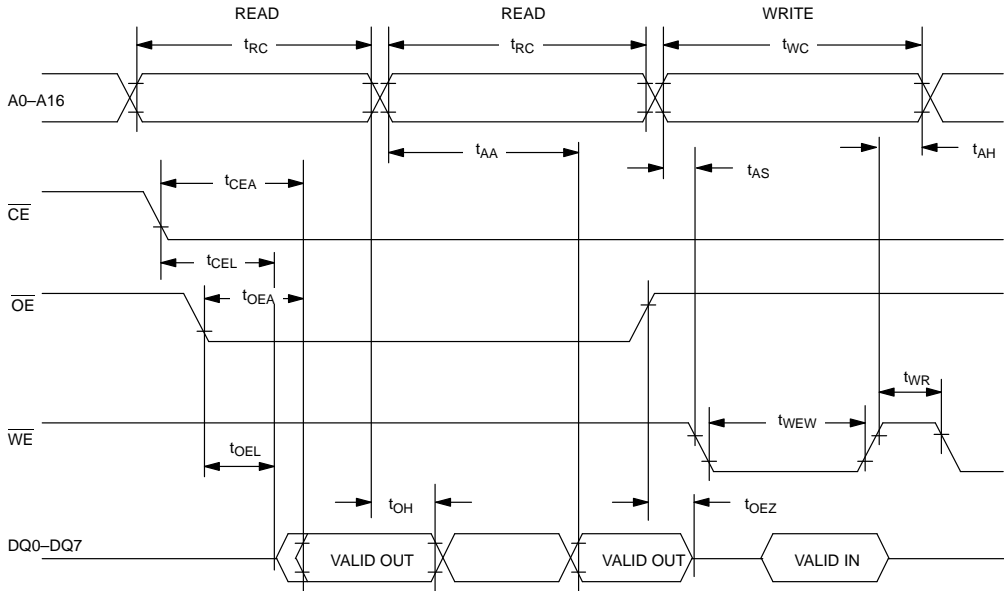 READ READ WRITE
tRC tRC tWC
A0–A16
tAA tAS tAH
tCEA
CE
tCEL
OE tOEA
tWR
WE tWEW
tOEL
tOH tOEZ
DQ0–DQ7
VALID OUT VALID OUT VALID IN